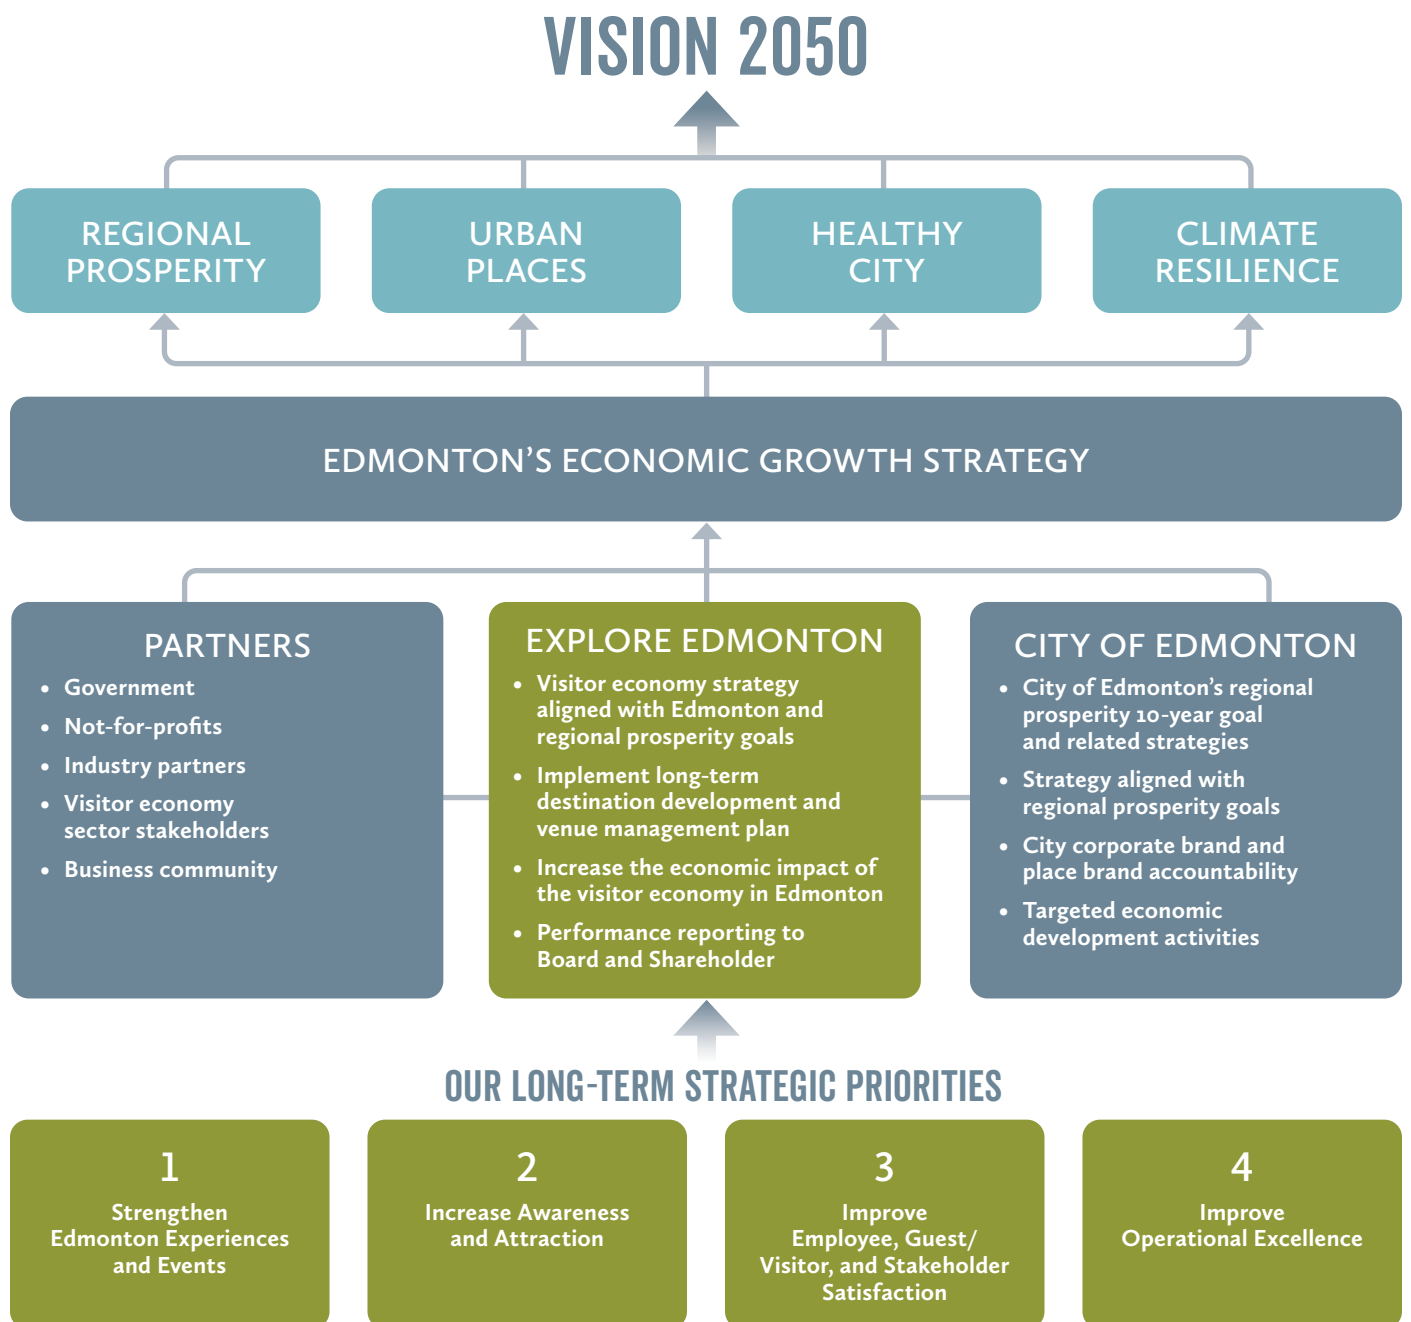 VISION 2050
REGIONAL
PROSPERITY
URBAN
PLACES
HEALTHY
CITY
CLIMATE
RESILIENCE
EDMONTON’S ECONOMIC GROWTH STRATEGY
PARTNERS
• Government
• Not-for-profits
• Industry partners
• Visitor economy
sector stakeholders
• Business community
EXPLORE EDMONTON
• Visitor economy strategy
aligned with Edmonton and
regional prosperity goals
• Implement long-term
destination development and
venue management plan
• Increase the economic impact of
the visitor economy in Edmonton
• Performance reporting to
Board and Shareholder
CITY OF EDMONTON
• City of Edmonton’s regional
prosperity 10-year goal
and related strategies
• Strategy aligned with
regional prosperity goals
• City corporate brand and
place brand accountability
• Targeted economic
development activities
OUR LONG-TERM STRATEGIC PRIORITIES
1
Strengthen
Edmonton Experiences
and Events
2
Increase Awareness
and Attraction
3
Improve
Employee, Guest/
Visitor, and Stakeholder
Satisfaction
4
Improve
Operational Excellence